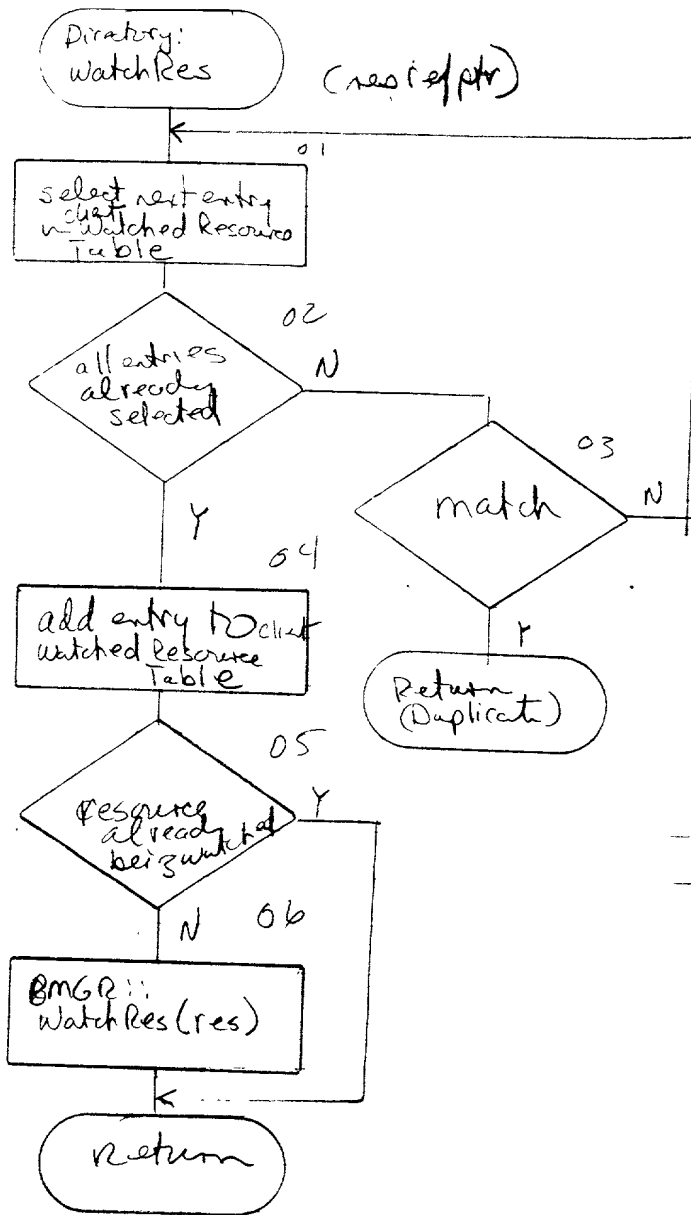 Directory:
WatchRes
(res, ref ptr)
01
select next entry
client
in Watched Resource
Table
02
all entries
already
selected
N
03
match
N
Y
Y
04
add entry to client
Watched Resource
Table
Return
(Duplicate)
05
resource
already
being watched
Y
N
06
BMGR::
WatchRes(res)
Return